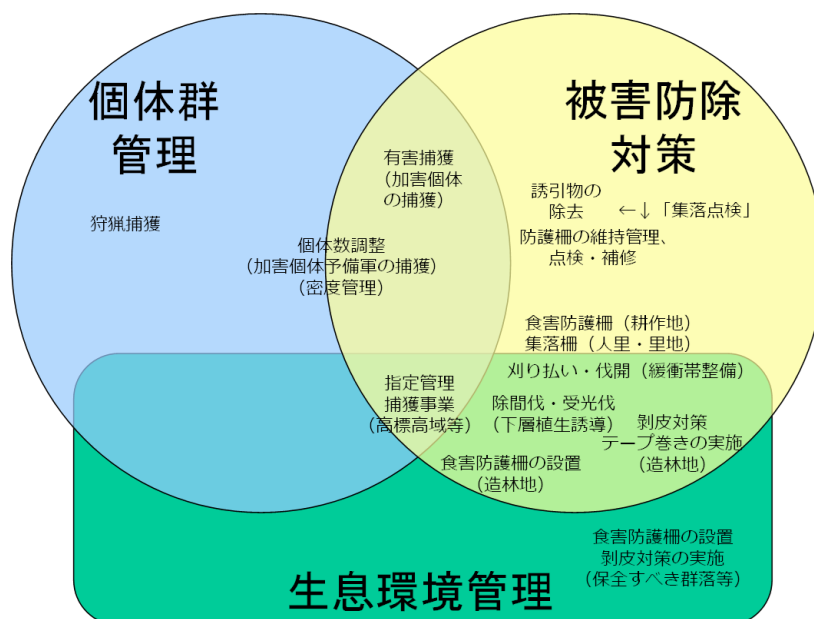 個体群
管理
被害防除
対策
有害捕獲
(加害個体
の捕獲)
誘引物の
除去　←↓「集落点検」
狩猟捕獲
防護柵の維持管理、
点検・補修
個体数調整
(加害個体予備軍の捕獲)
(密度管理)
食害防護柵（耕作地）
集落柵（人里・里地）
刈り払い・伐開（緩衝帯整備）
指定管理
捕獲事業
(高標高域等)
除間伐・受光伐
(下層植生誘導)
剥皮対策
テープ巻きの実施
(造林地)
食害防護柵の設置
(造林地)
食害防護柵の設置
剥皮対策の実施
(保全すべき群落等)
生息環境管理